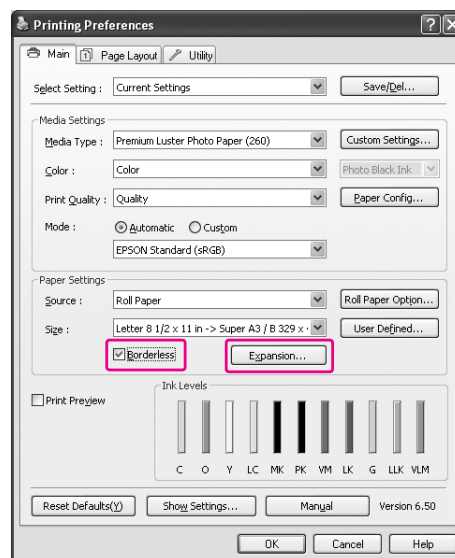 Printing Preferences
Main Page Layout Utility
Select Setting : Current Settings Save/Del...
Media Settings
Media Type : Premium Luster Photo Paper (260) Custom Settings...
Color : Color Photo Black Ink
Print Quality : Quality Paper Config...
Mode : Automatic Custom
EPSON Standard (sRGB)
Paper Settings
Source : Roll Paper Roll Paper Option...
Size : Letter 8 1/2 x 11 in -> Super A3 / B 329 x User Defined...
Borderless Expansion...
Print Preview Ink Levels
C O Y LC MK PK VM LK G LLK VLM
Reset Defaults(Y) Show Settings... Manual Version 6.50
OK Cancel Help